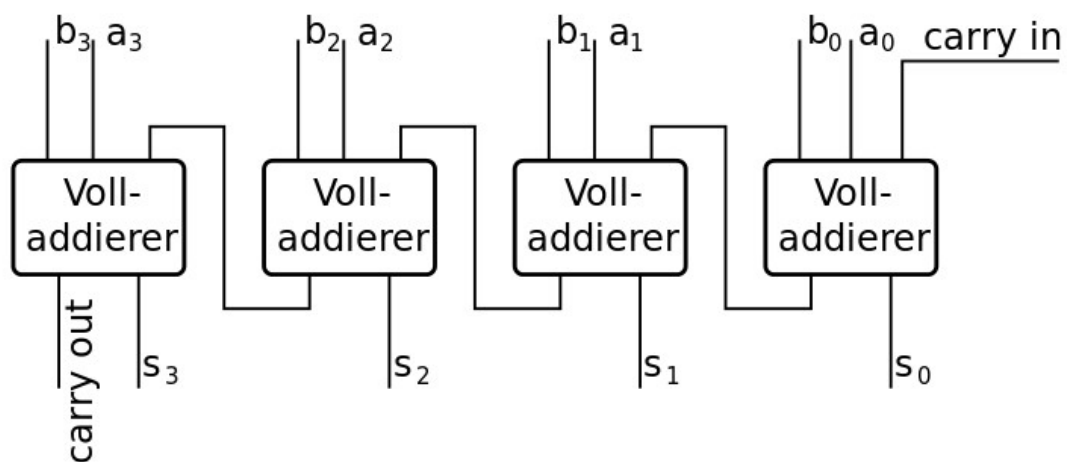 b₃ a₃ b₂ a₂ b₁ a₁ b₀ a₀ carry in
Voll-
addierer
Voll-
addierer
Voll-
addierer
Voll-
addierer
carry out
s₃ s₂ s₁ s₀